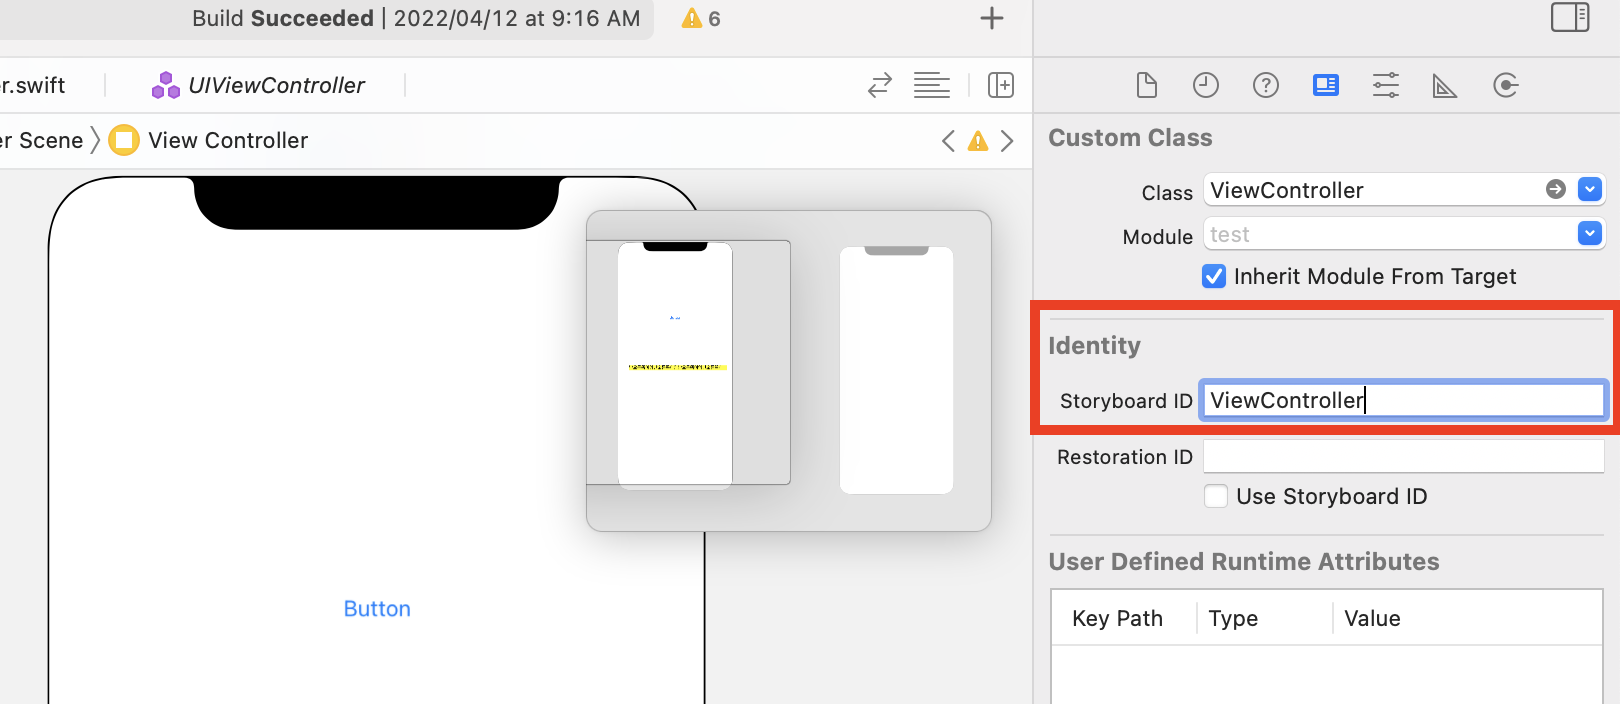 Build Succeeded | 2022/04/12 at 9:16 AM 6
r.swift UIViewController
er Scene View Controller
Button
Custom Class
Class ViewController
Module test
Inherit Module From Target
Identity
Storyboard ID ViewController
Restoration ID
Use Storyboard ID
User Defined Runtime Attributes
Key Path Type Value